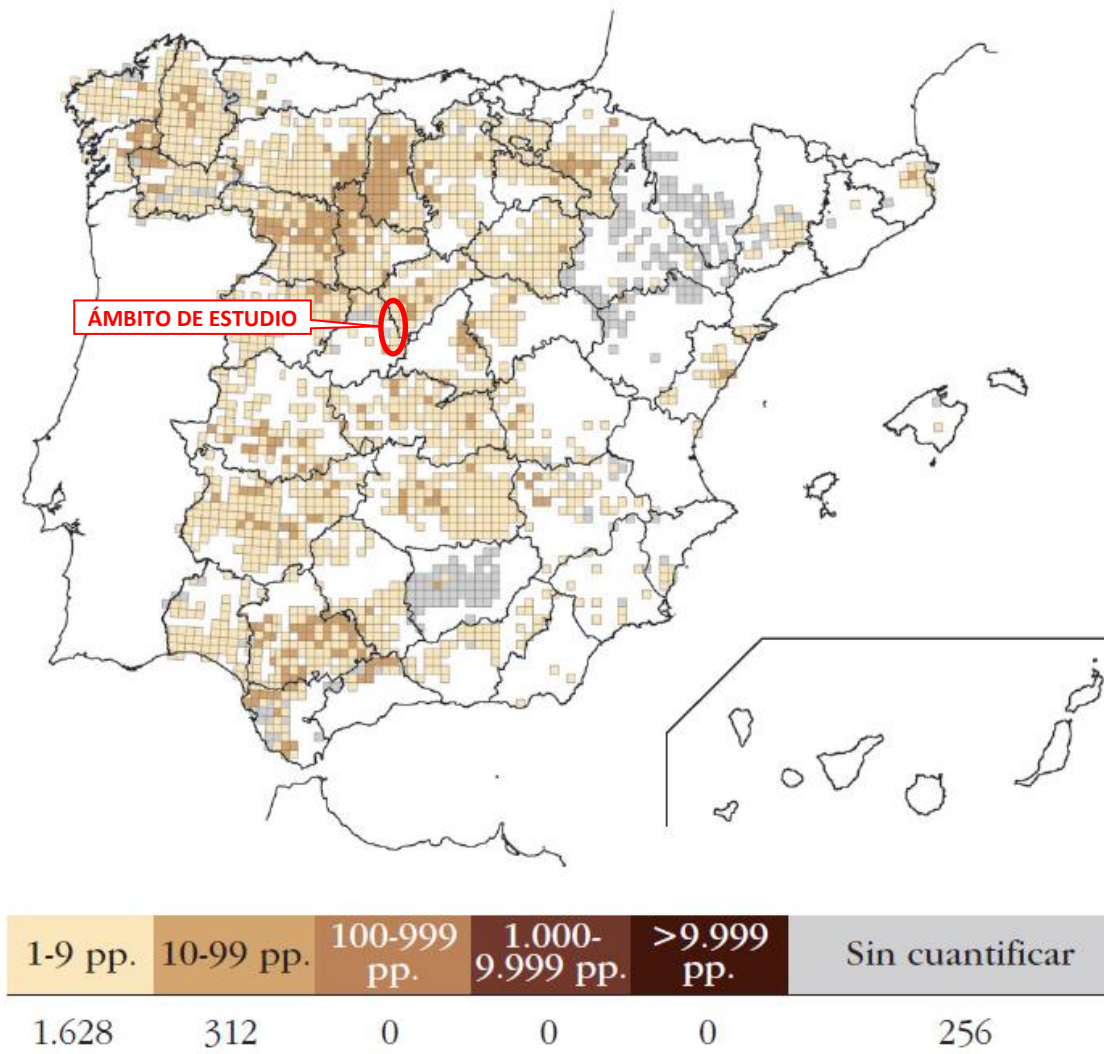 ÁMBITO DE ESTUDIO
1-9 pp. 10-99 pp. 100-999 pp. 1.000-9.999 pp. >9.999 pp. Sin cuantificar
1.628 312 0 0 0 256